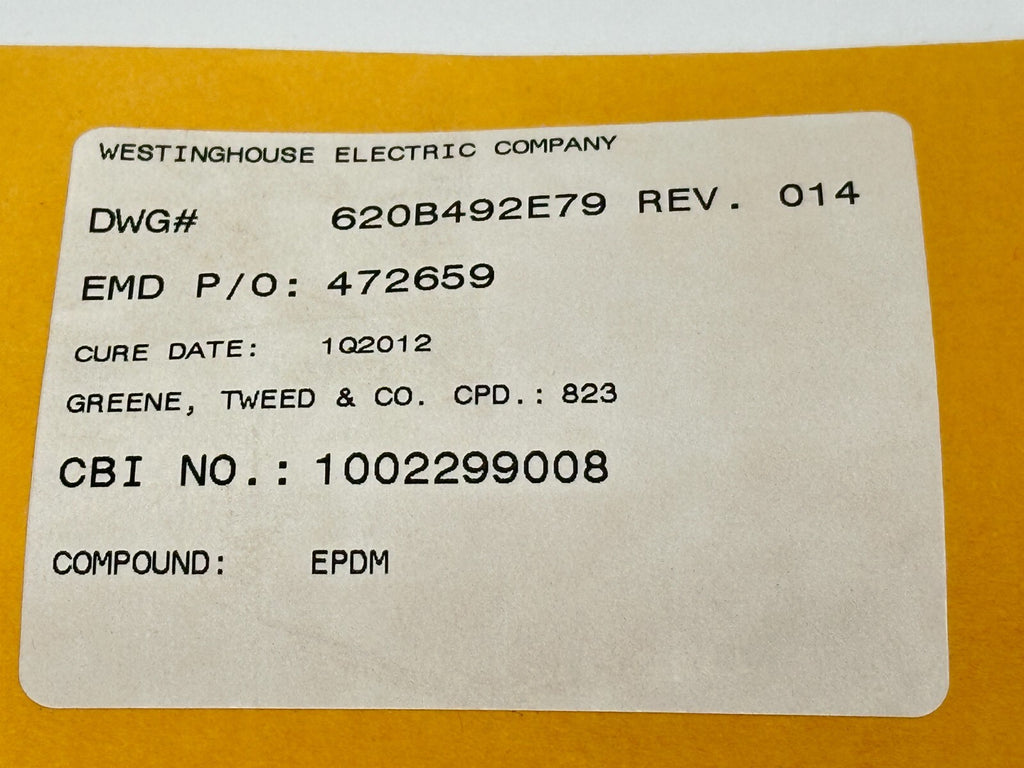 WESTINGHOUSE ELECTRIC COMPANY
DWG# 620B492E79 REV. 014
EMD P/O: 472659
CURE DATE: 1Q2012
GREENE, TWEED & CO. CPD.: 823
CBI NO.: 1002299008
COMPOUND: EPDM